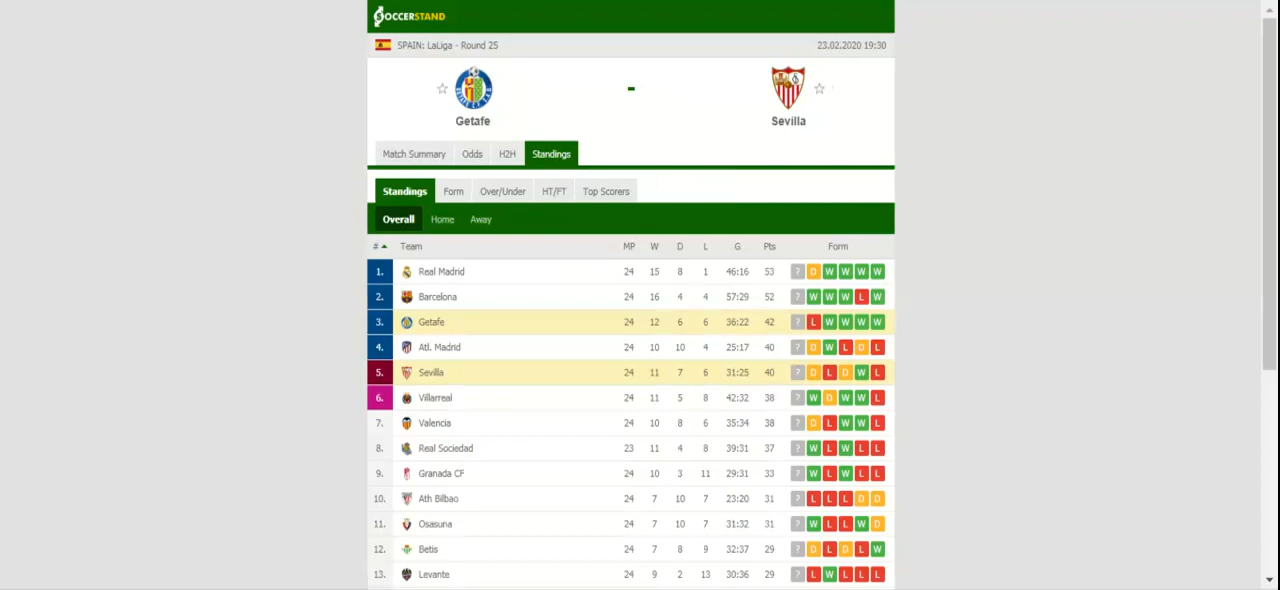 SOCCERSTAND
SPAIN: LaLiga - Round 25 23.02.2020 19:30
-
Getafe Sevilla
Match Summary Odds H2H Standings
Standings Form Over/Under HT/FT Top Scorers
Overall Home Away
# Team MP W D L G Pts Form
1. Real Madrid 24 15 8 1 46:16 53 ? D W W W W
2. Barcelona 24 16 4 4 57:29 52 ? W W W L W
3. Getafe 24 12 6 6 36:22 42 ? L W W W W
4. Atl. Madrid 24 10 10 4 25:17 40 ? D W L D L
5. Sevilla 24 11 7 6 31:25 40 ? D L D W L
6. Villarreal 24 11 5 8 42:32 38 ? W D W W L
7. Valencia 24 10 8 6 35:34 38 ? D L W W L
8. Real Sociedad 23 11 4 8 39:31 37 ? W L W L L
9. Granada CF 24 10 3 11 29:31 33 ? W L W L L
10. Ath Bilbao 24 7 10 7 23:20 31 ? L L L D D
11. Osasuna 24 7 10 7 31:32 31 ? W L L W D
12. Betis 24 7 8 9 32:37 29 ? D L D L W
13. Levante 24 9 2 13 30:36 29 ? L W L L L